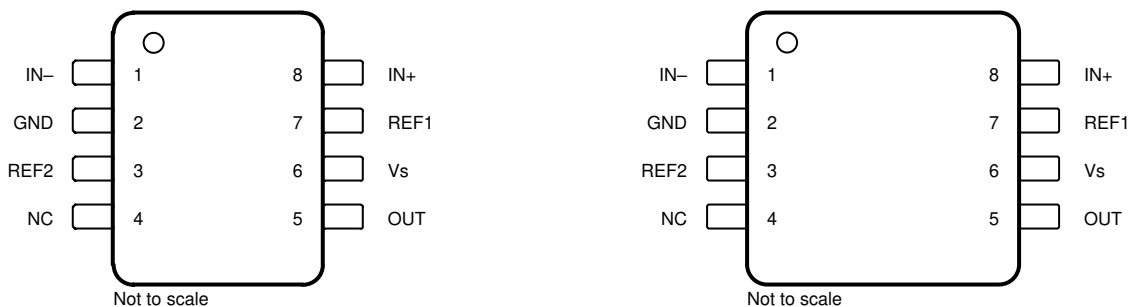 IN– 1 8 IN+
GND 2 7 REF1
REF2 3 6 Vs
NC 4 5 OUT
Not to scale
IN– 1 8 IN+
GND 2 7 REF1
REF2 3 6 Vs
NC 4 5 OUT
Not to scale